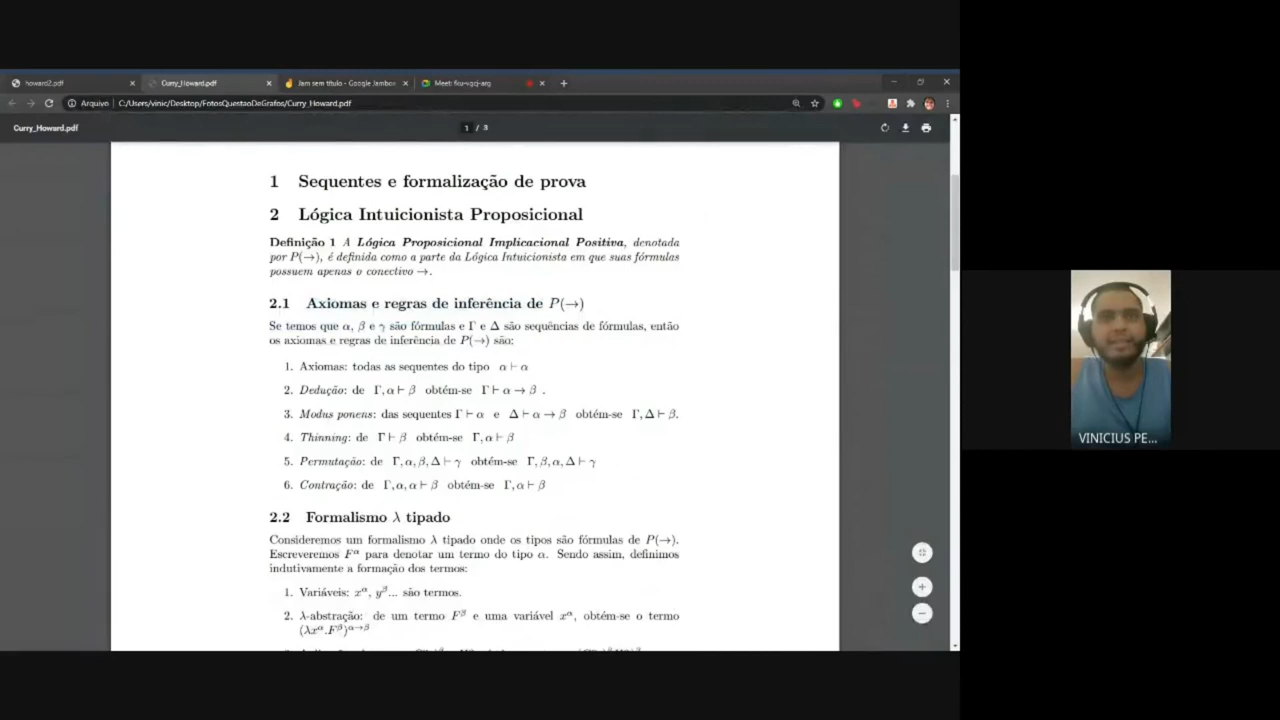 howard2.pdf
Curry_Howard.pdf
Jam sem título - Google Jambo
Meet: fku-vgcj-arg
Arquivo | C:/Users/vinic/Desktop/FotosQuestaoDeGrafos/Curry_Howard.pdf
Curry_Howard.pdf
1 / 3
1 Sequentes e formalização de prova
2 Lógica Intuicionista Proposicional
Definição 1 A Lógica Proposicional Implicacional Positiva, denotada
por P(→), é definida como a parte da Lógica Intuicionista em que suas fórmulas
possuem apenas o conectivo →.
2.1 Axiomas e regras de inferência de P(→)
Se temos que α, β e γ são fórmulas e Γ e Δ são sequências de fórmulas, então
os axiomas e regras de inferência de P(→) são:
1. Axiomas: todas as sequentes do tipo α ⊢ α
2. Dedução: de Γ, α ⊢ β obtém-se Γ ⊢ α → β .
3. Modus ponens: das sequentes Γ ⊢ α e Δ ⊢ α → β obtém-se Γ, Δ ⊢ β.
4. Thinning: de Γ ⊢ β obtém-se Γ, α ⊢ β
5. Permutação: de Γ, α, β, Δ ⊢ γ obtém-se Γ, β, α, Δ ⊢ γ
6. Contração: de Γ, α, α ⊢ β obtém-se Γ, α ⊢ β
2.2 Formalismo λ tipado
Consideremos um formalismo λ tipado onde os tipos são fórmulas de P(→).
Escreveremos F^α para denotar um termo do tipo α. Sendo assim, definimos
indutivamente a formação dos termos:
1. Variáveis: x^α, y^β... são termos.
2. λ-abstração: de um termo F^β e uma variável x^α, obtém-se o termo
(λx^α.F^β)^α→β
VINICIUS PE...